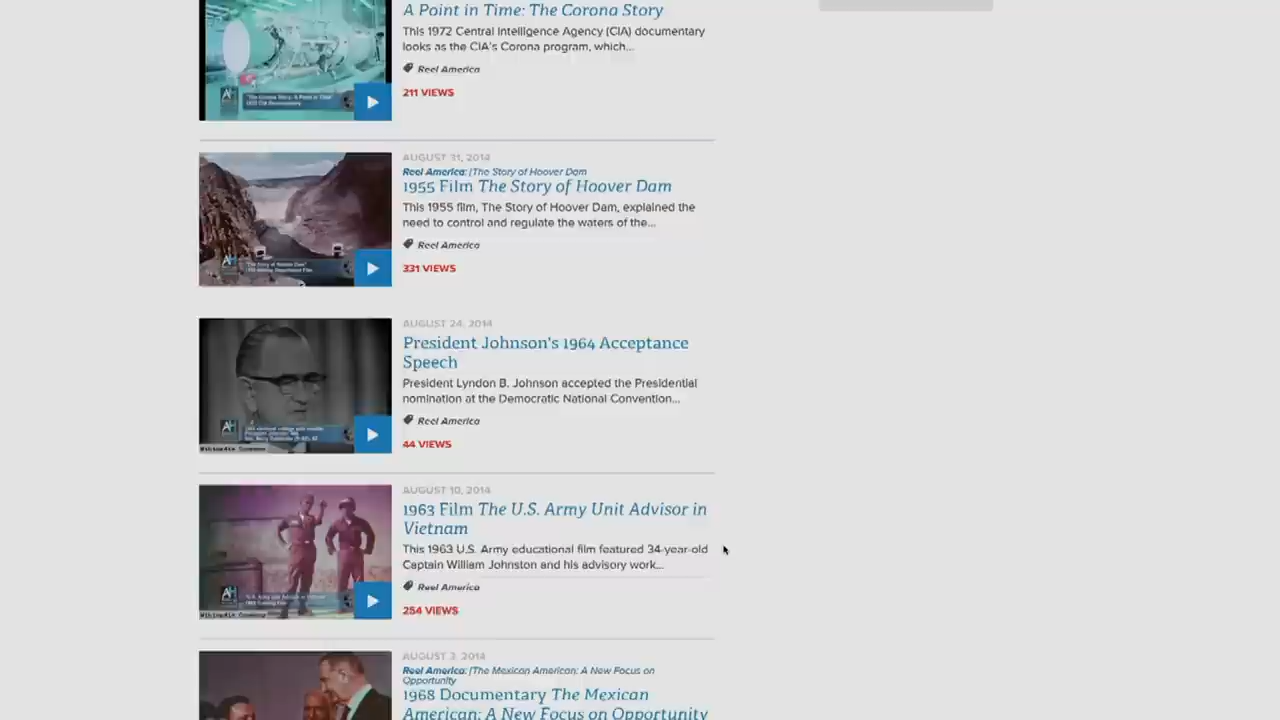 A Point in Time: The Corona Story
This 1972 Central Intelligence Agency (CIA) documentary
looks as the CIA's Corona program, which...
Reel America
211 VIEWS
AUGUST 31, 2014
Reel America: [The Story of Hoover Dam
1955 Film The Story of Hoover Dam
This 1955 film, The Story of Hoover Dam, explained the
need to control and regulate the waters of the...
"The Story of Hoover Dam"
Reel America
331 VIEWS
AUGUST 24, 2014
President Johnson's 1964 Acceptance
Speech
President Lyndon B. Johnson accepted the Presidential
nomination at the Democratic National Convention...
Reel America
44 VIEWS
AUGUST 10, 2014
1963 Film The U.S. Army Unit Advisor in
Vietnam
This 1963 U.S. Army educational film featured 34-year-old
Captain William Johnston and his advisory work...
Reel America
254 VIEWS
AUGUST 3, 2014
Reel America: [The Mexican American: A New Focus on
Opportunity
1968 Documentary The Mexican
American: A New Focus on Opportunity